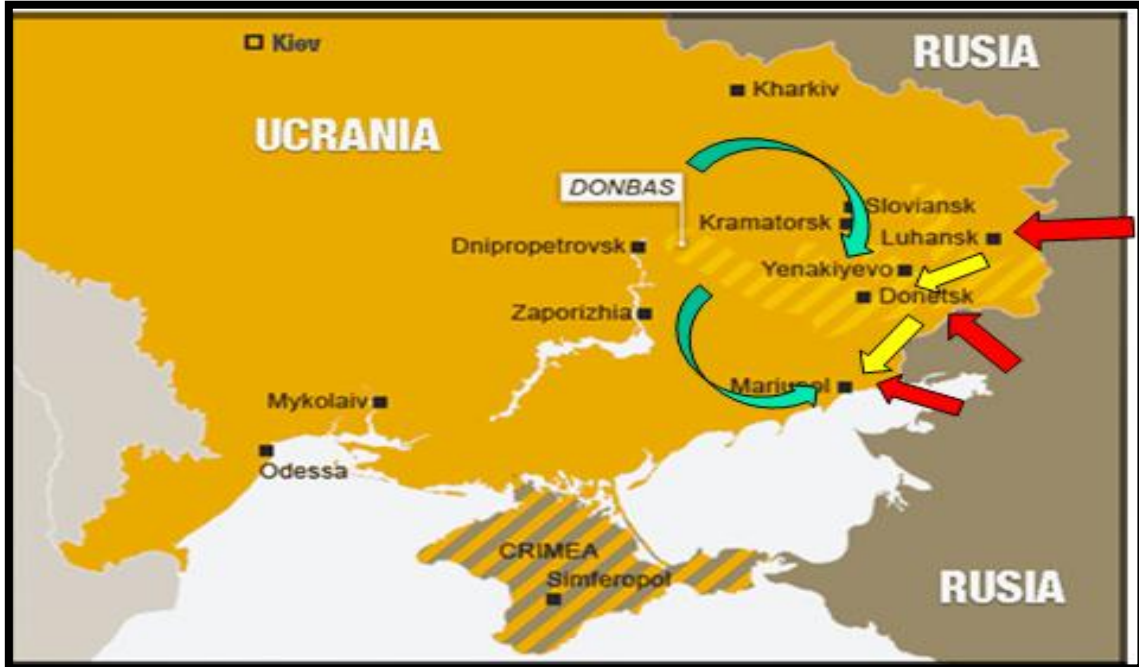 Kiev
RUSIA
Kharkiv
UCRANIA
DONBAS
Sloviansk
Kramatorsk
Luhansk
Dnipropetrovsk
Yenakiyevo
Donetsk
Zaporizhia
Mariupol
Mykolaiv
Odessa
CRIMEA
Simferopol
RUSIA